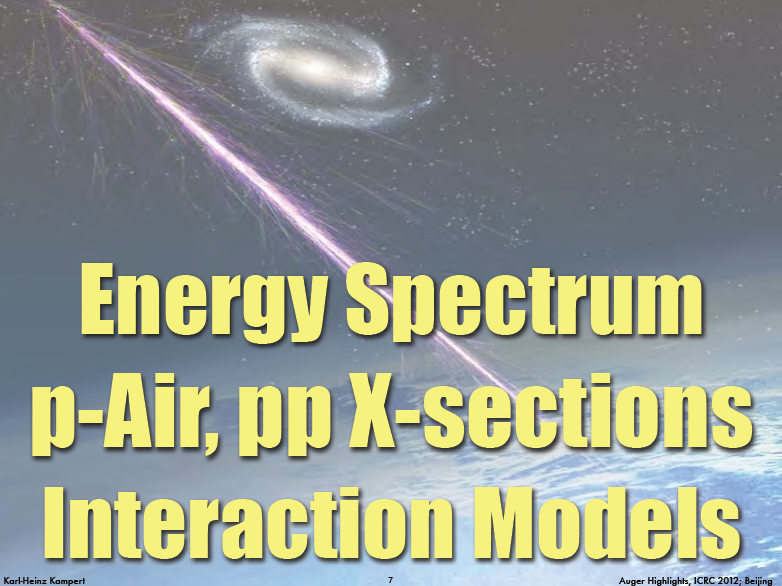 Energy Spectrum
p-Air, pp X-sections
Interaction Models
Karl-Heinz Kampert
7
Auger Highlights, ICRC 2012; Beijing